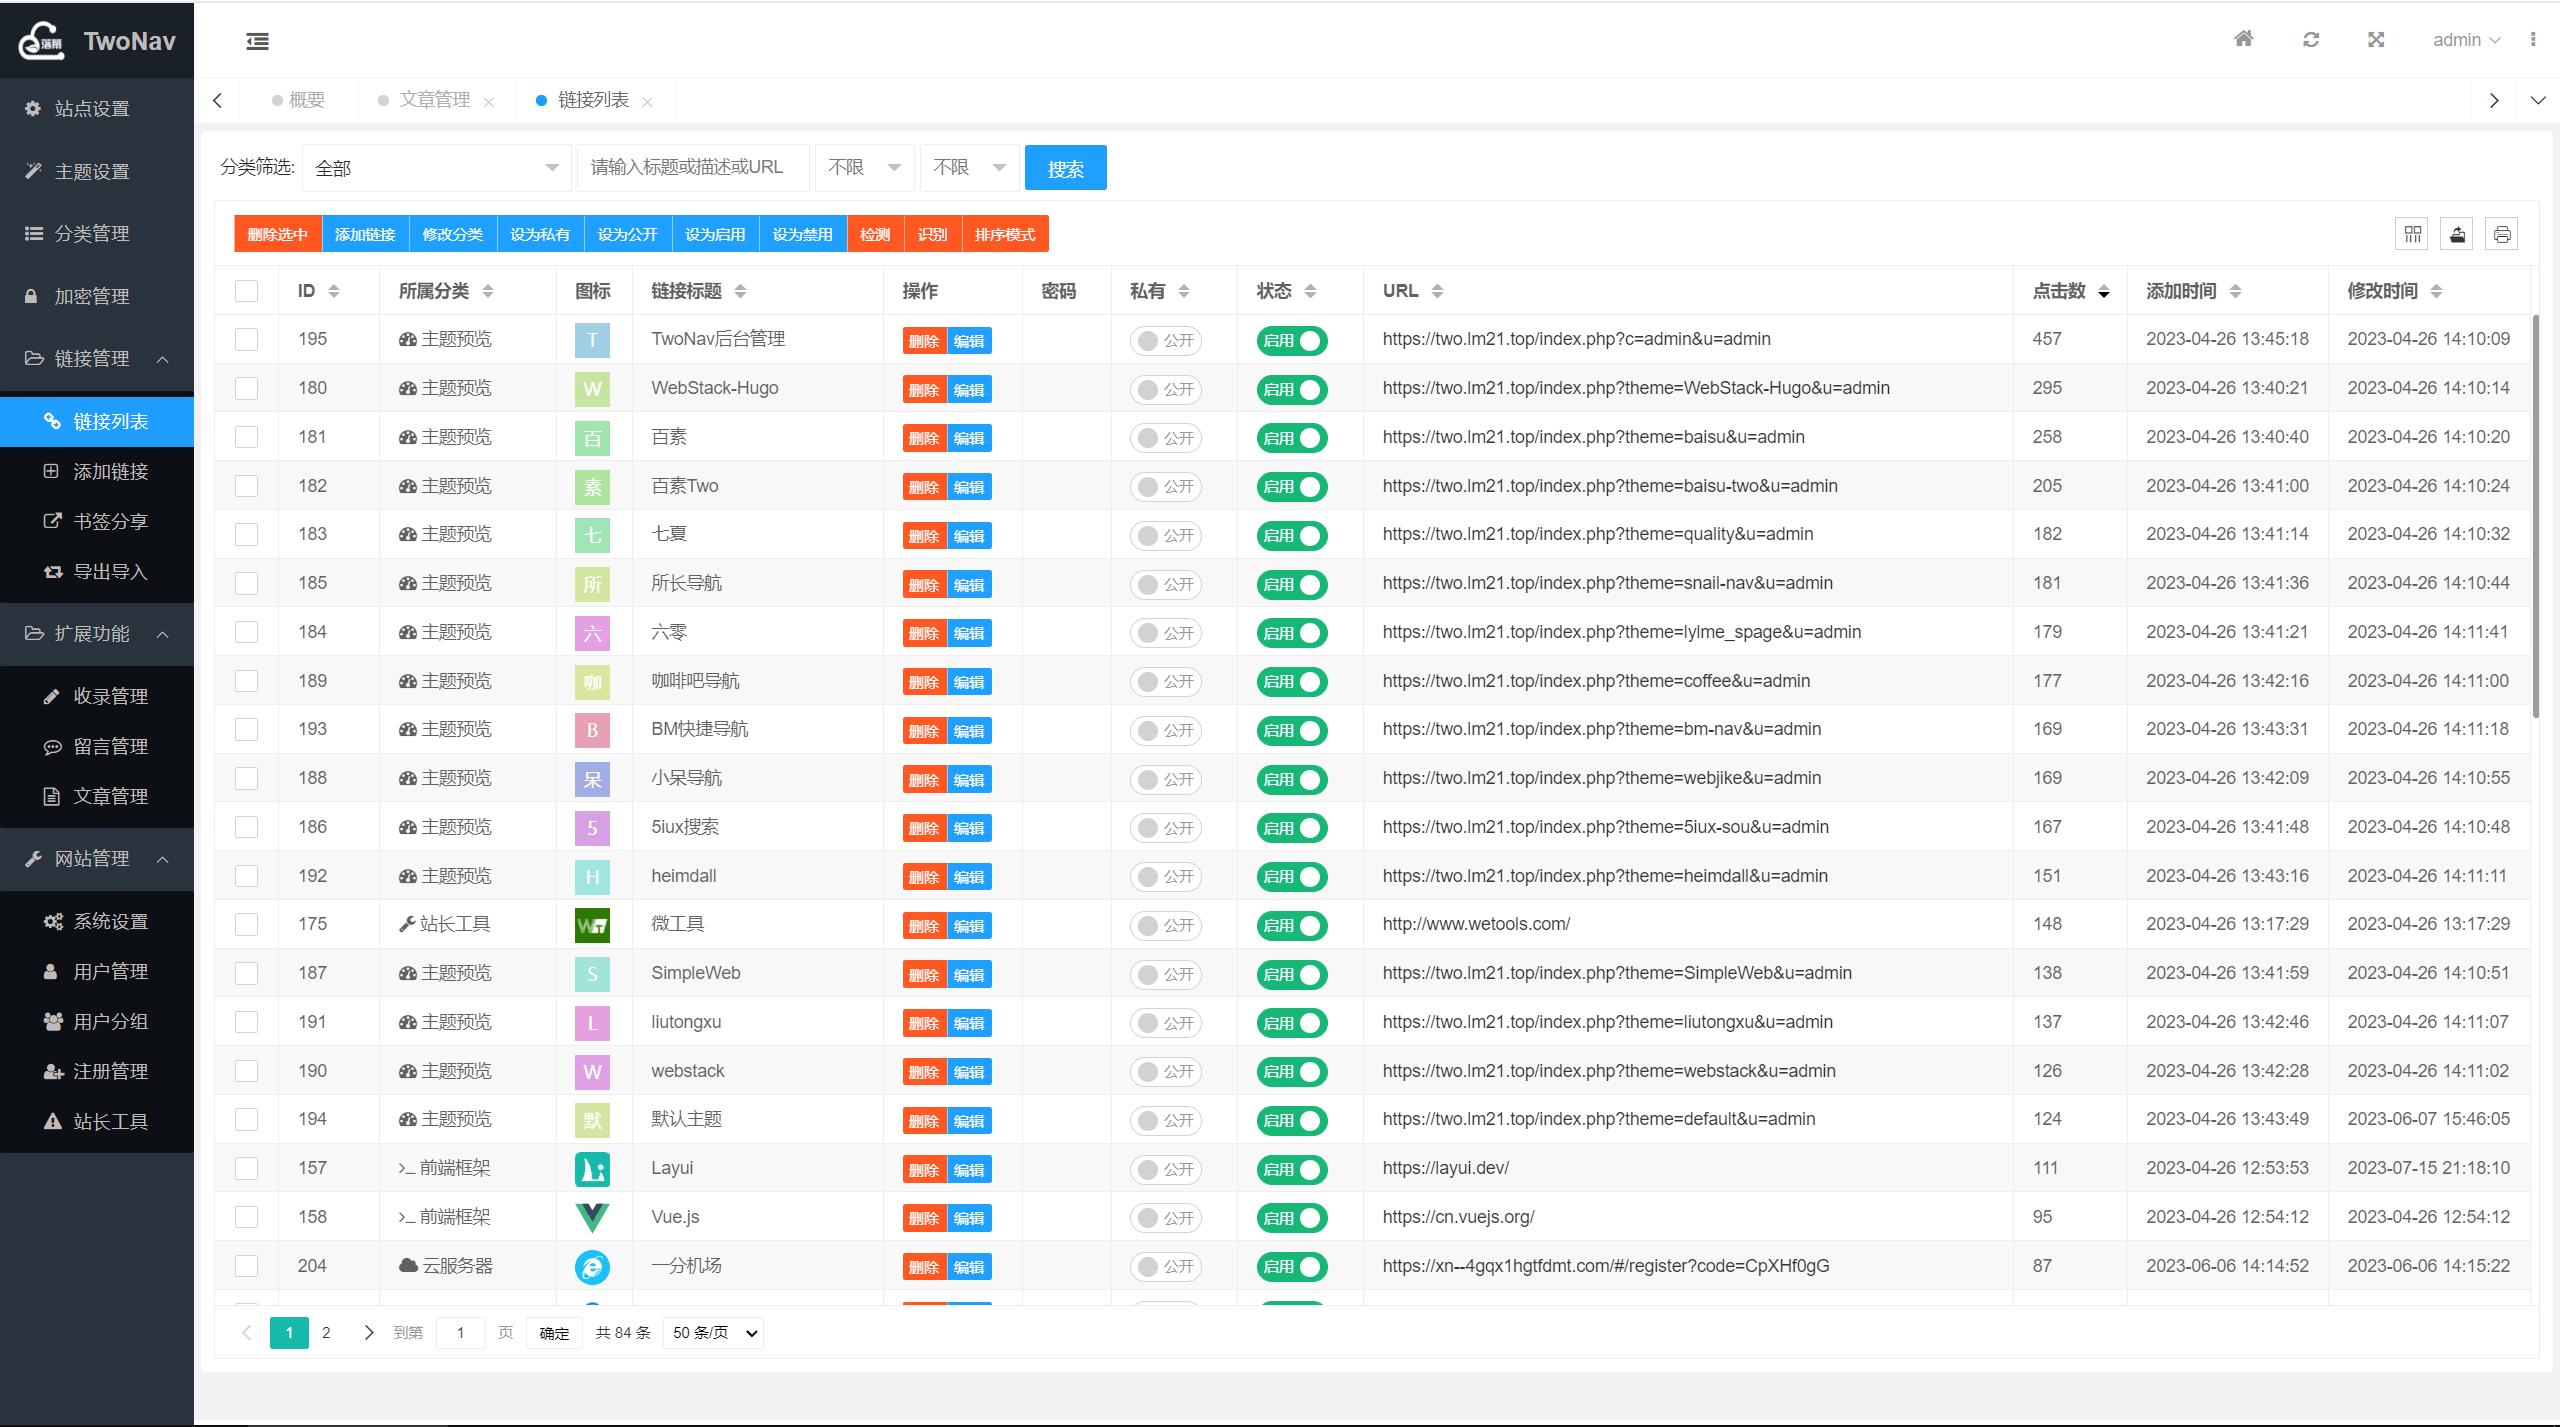 TwoNav
admin
概要
文章管理
链接列表
站点设置
主题设置
分类管理
加密管理
链接管理
链接列表
添加链接
书签分享
导出导入
扩展功能
收录管理
留言管理
文章管理
网站管理
系统设置
用户管理
用户分组
注册管理
站长工具
分类筛选: 全部 请输入标题或描述或URL 不限 不限 搜索
删除选中 添加链接 修改分类 设为私有 设为公开 设为启用 设为禁用 检测 识别 排序模式
ID 所属分类 图标 链接标题 操作 密码 私有 状态 URL 点击数 添加时间 修改时间
195 主题预览 T TwoNav后台管理 删除 编辑 公开 启用 https://two.lm21.top/index.php?c=admin&u=admin 457 2023-04-26 13:45:18 2023-04-26 14:10:09
180 主题预览 W WebStack-Hugo 删除 编辑 公开 启用 https://two.lm21.top/index.php?theme=WebStack-Hugo&u=admin 295 2023-04-26 13:40:21 2023-04-26 14:10:14
181 主题预览 百 百素 删除 编辑 公开 启用 https://two.lm21.top/index.php?theme=baisu&u=admin 258 2023-04-26 13:40:40 2023-04-26 14:10:20
182 主题预览 素 百素Two 删除 编辑 公开 启用 https://two.lm21.top/index.php?theme=baisu-two&u=admin 205 2023-04-26 13:41:00 2023-04-26 14:10:24
183 主题预览 七 七夏 删除 编辑 公开 启用 https://two.lm21.top/index.php?theme=quality&u=admin 182 2023-04-26 13:41:14 2023-04-26 14:10:32
185 主题预览 所 所长导航 删除 编辑 公开 启用 https://two.lm21.top/index.php?theme=snail-nav&u=admin 181 2023-04-26 13:41:36 2023-04-26 14:10:44
184 主题预览 六 六零 删除 编辑 公开 启用 https://two.lm21.top/index.php?theme=lylme_spage&u=admin 179 2023-04-26 13:41:21 2023-04-26 14:11:41
189 主题预览 咖 咖啡吧导航 删除 编辑 公开 启用 https://two.lm21.top/index.php?theme=coffee&u=admin 177 2023-04-26 13:42:16 2023-04-26 14:11:00
193 主题预览 B BM快捷导航 删除 编辑 公开 启用 https://two.lm21.top/index.php?theme=bm-nav&u=admin 169 2023-04-26 13:43:31 2023-04-26 14:11:18
188 主题预览 呆 小呆导航 删除 编辑 公开 启用 https://two.lm21.top/index.php?theme=webjike&u=admin 169 2023-04-26 13:42:09 2023-04-26 14:10:55
186 主题预览 5 5iux搜索 删除 编辑 公开 启用 https://two.lm21.top/index.php?theme=5iux-sou&u=admin 167 2023-04-26 13:41:48 2023-04-26 14:10:48
192 主题预览 H heimdall 删除 编辑 公开 启用 https://two.lm21.top/index.php?theme=heimdall&u=admin 151 2023-04-26 13:43:16 2023-04-26 14:11:11
175 站长工具 微工具 删除 编辑 公开 启用 http://www.wetools.com/ 148 2023-04-26 13:17:29 2023-04-26 13:17:29
187 主题预览 S SimpleWeb 删除 编辑 公开 启用 https://two.lm21.top/index.php?theme=SimpleWeb&u=admin 138 2023-04-26 13:41:59 2023-04-26 14:10:51
191 主题预览 L liutongxu 删除 编辑 公开 启用 https://two.lm21.top/index.php?theme=liutongxu&u=admin 137 2023-04-26 13:42:46 2023-04-26 14:11:07
190 主题预览 W webstack 删除 编辑 公开 启用 https://two.lm21.top/index.php?theme=webstack&u=admin 126 2023-04-26 13:42:28 2023-04-26 14:11:02
194 主题预览 默 默认主题 删除 编辑 公开 启用 https://two.lm21.top/index.php?theme=default&u=admin 124 2023-04-26 13:43:49 2023-06-07 15:46:05
157 前端框架 Layui 删除 编辑 公开 启用 https://layui.dev/ 111 2023-04-26 12:53:53 2023-07-15 21:18:10
158 前端框架 Vue.js 删除 编辑 公开 启用 https://cn.vuejs.org/ 95 2023-04-26 12:54:12 2023-04-26 12:54:12
204 云服务器 一分机场 删除 编辑 公开 启用 https://xn--4gqx1hgtfdmt.com/#/register?code=CpXHf0gG 87 2023-06-06 14:14:52 2023-06-06 14:15:22
1 2 到第 1 页 确定 共 84 条 50 条/页